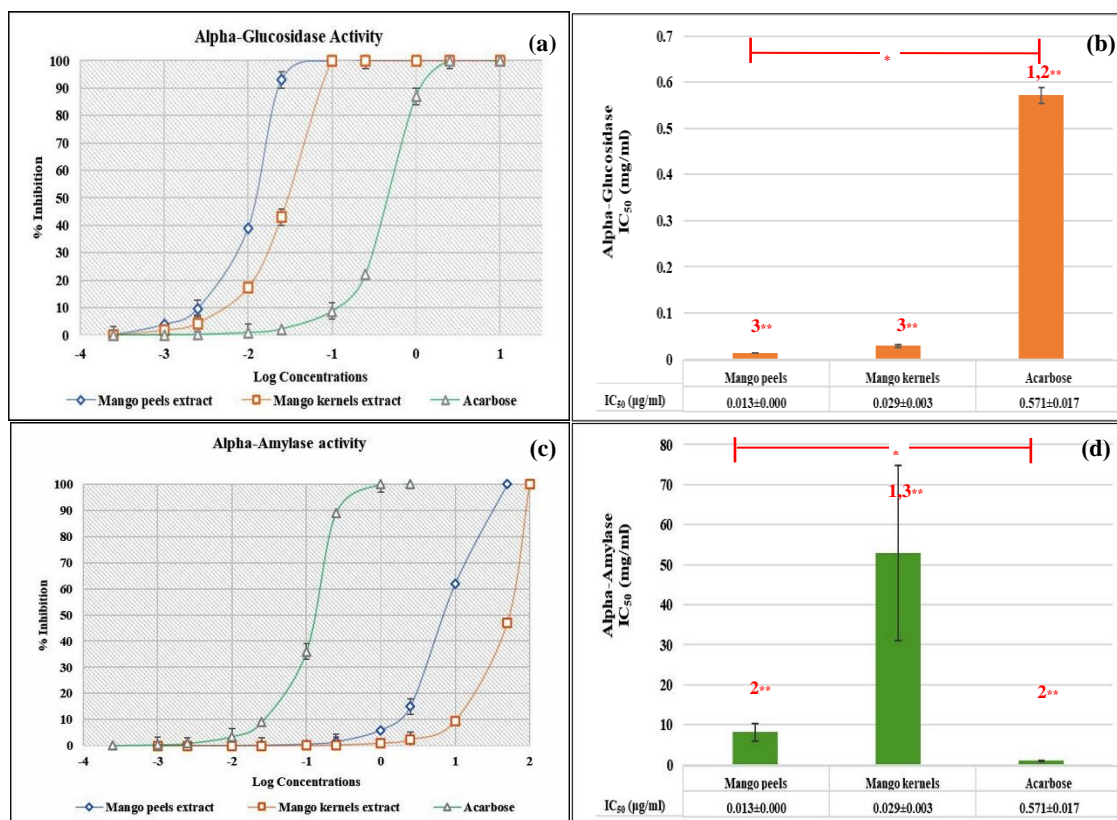 Alpha-Glucosidase Activity
(a)
100
90
80
70
60
50
40
30
20
10
0
% Inhibition
-4 -3 -2 -1 0 1
Log Concentrations
Mango peels extract Mango kernels extract Acarbose
(b)
0.7
0.6
0.5
0.4
0.3
0.2
0.1
0
Alpha-Glucosidase
IC50 (mg/ml)
*
1,2**
3**
3**
Mango peels Mango kernels Acarbose
IC50 (µg/ml) 0.013±0.000 0.029±0.003 0.571±0.017
Alpha-Amylase activity
(c)
100
90
80
70
60
50
40
30
20
10
0
% Inhibition
-4 -3 -2 -1 0 1 2
Log Concentrations
Mango peels extract Mango kernels extract Acarbose
(d)
80
70
60
50
40
30
20
10
0
Alpha-Amylase
IC50 (mg/ml)
*
1,3**
2**
2**
Mango peels Mango kernels Acarbose
IC50 (µg/ml) 0.013±0.000 0.029±0.003 0.571±0.017